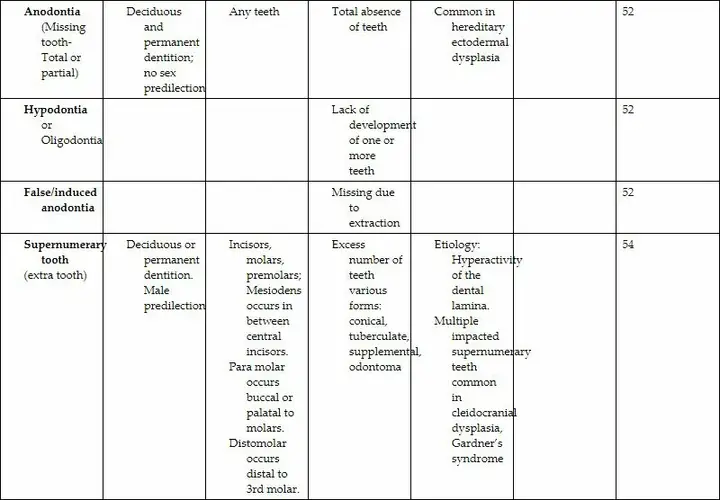 Anodontia
(Missing
tooth-
Total or
partial)
Deciduous
and
permanent
dentition;
no sex
predilection
Any teeth
Total absence
of teeth
Common in
hereditary
ectodermal
dysplasia
52
Hypodontia
or
Oligodontia
Lack of
development
of one or
more
teeth
52
False/induced
anodontia
Missing due
to
extraction
52
Supernumerary
tooth
(extra tooth)
Deciduous or
permanent
dentition.
Male
predilection
Incisors,
molars,
premolars;
Mesiodens
occurs in
between
central
incisors.
Para molar
occurs
buccal or
palatal to
molars.
Distomolar
occurs
distal to
3rd molar.
Excess
number of
teeth
various
forms:
conical,
tuberculate,
supplemental,
odontoma
Etiology:
Hyperactivity
of the
dental
lamina.
Multiple
impacted
supernumerary
teeth
common
in
cleidocranial
dysplasia,
Gardner's
syndrome
54